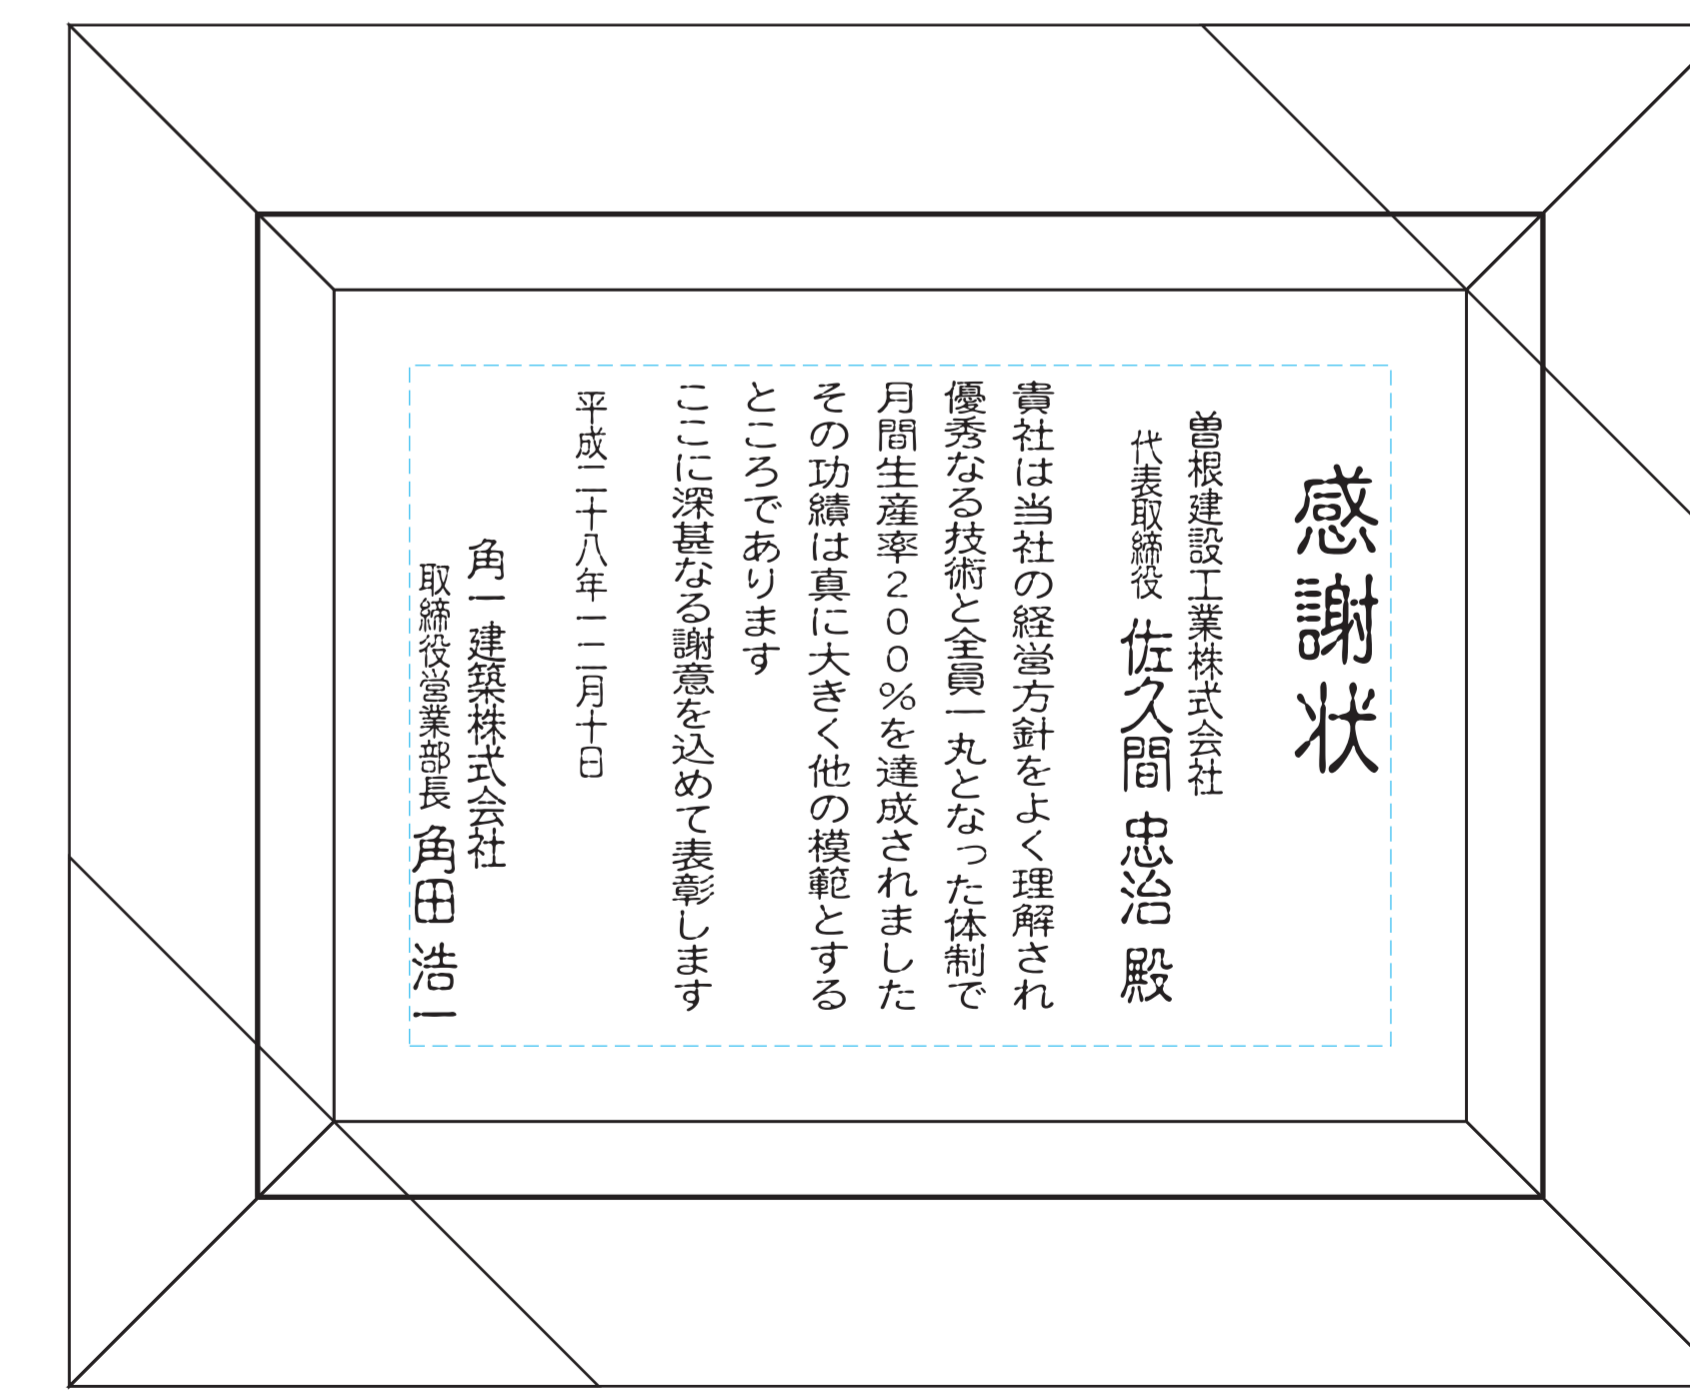 感謝状
曽根建設工業株式会社
代表取締役 佐久間 忠治 殿
貴社は当社の経営方針をよく理解され
優秀なる技術と全員一丸となった体制で
月間生産率200%を達成されました
その功績は真に大きく他の模範とする
ところであります
ここに深甚なる謝意を込めて表彰します
平成二十八年一二月十日
角一建築株式会社
取締役営業部長 角田 浩一